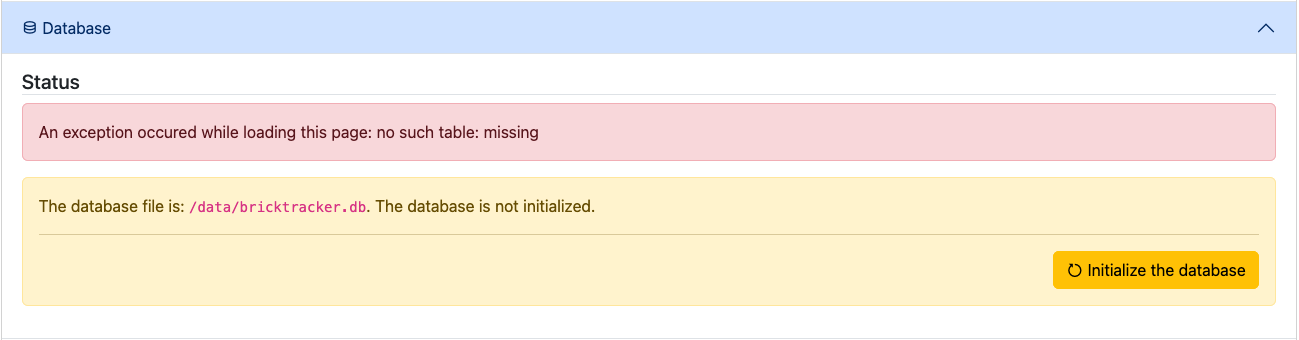 Database
Status
An exception occured while loading this page: no such table: missing
The database file is: /data/bricktracker.db. The database is not initialized.
Initialize the database